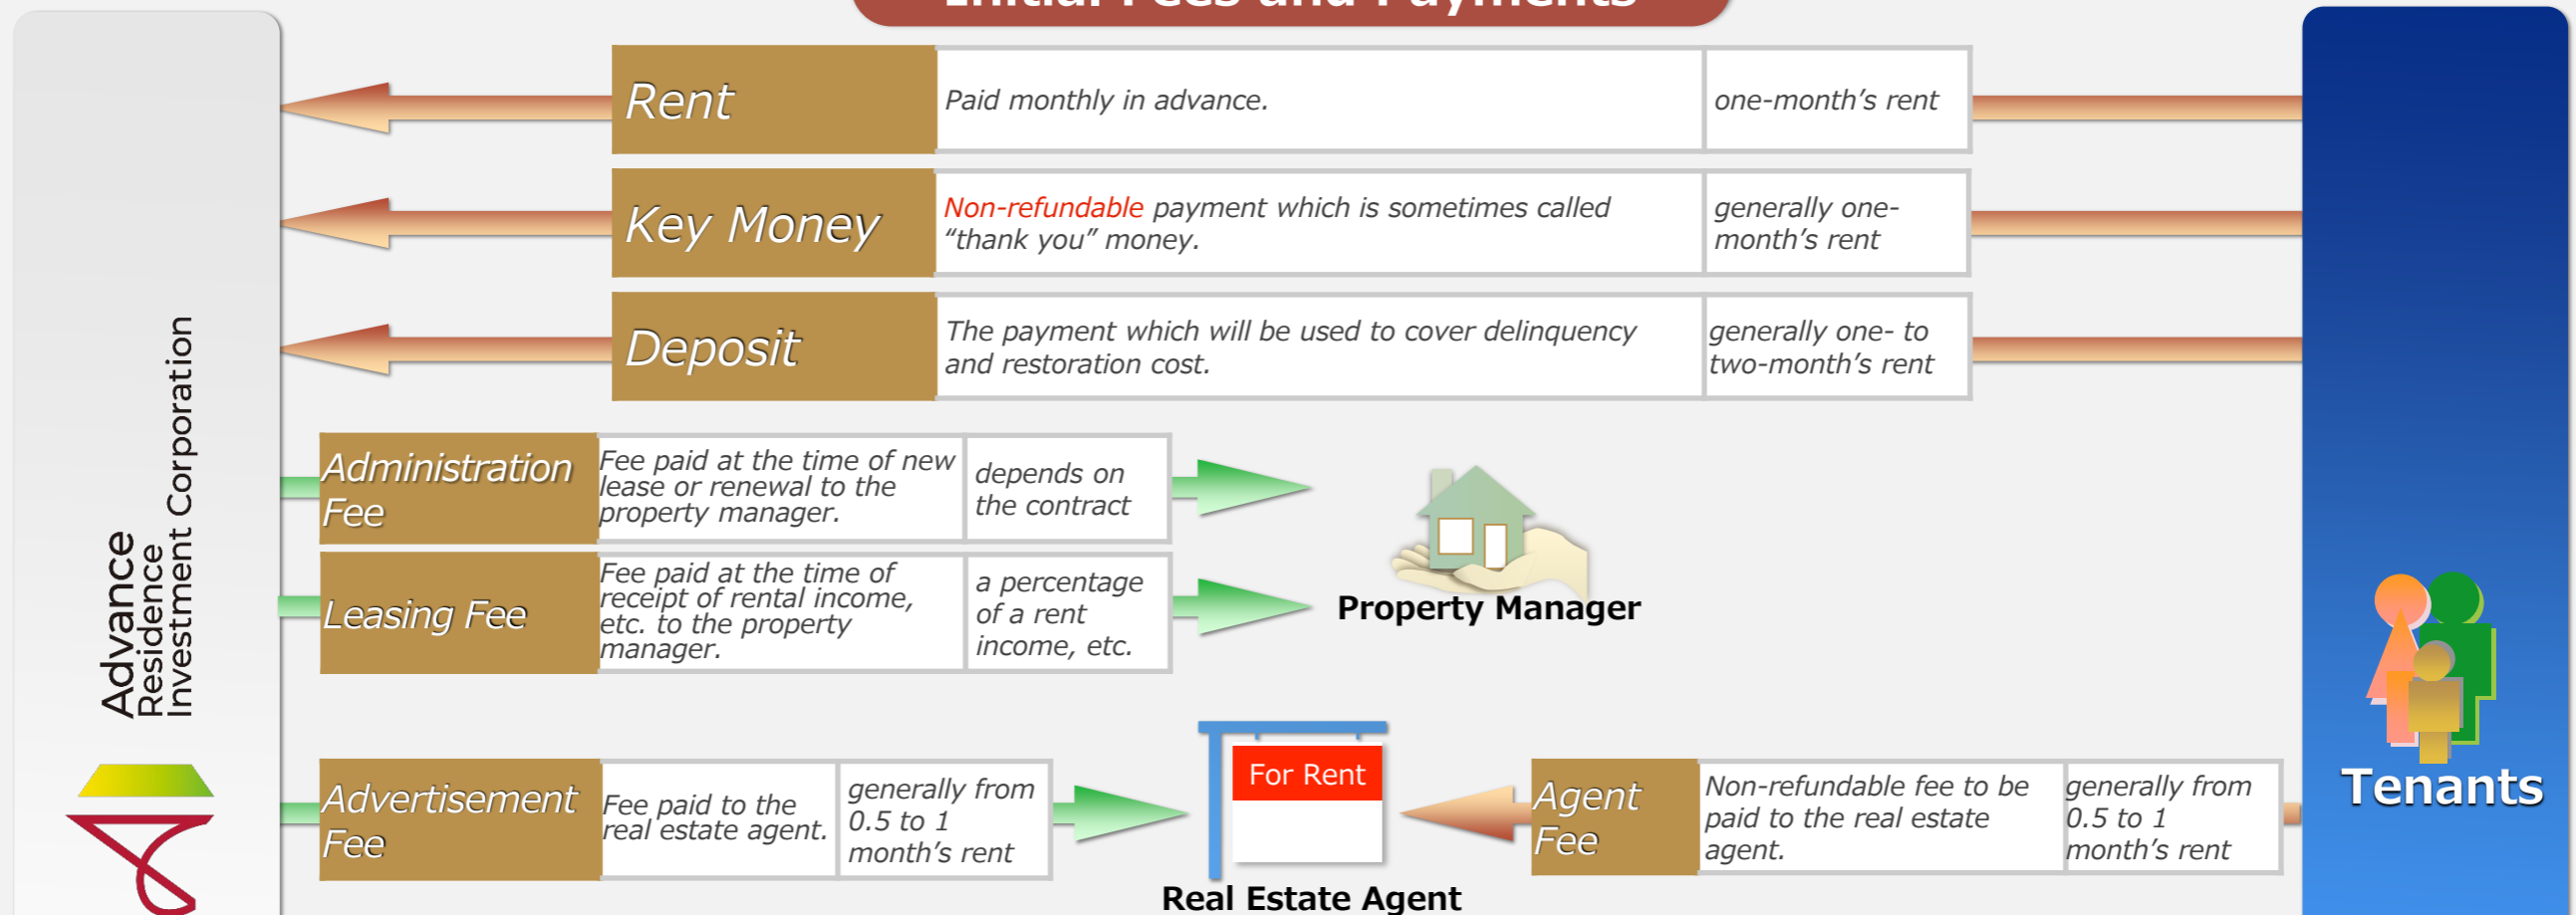 Initial Fees and Payments
Rent
Paid monthly in advance.
one-month's rent
Key Money
Non-refundable payment which is sometimes called
“thank you” money.
generally one-
month's rent
Deposit
The payment which will be used to cover delinquency
and restoration cost.
generally one- to
two-month's rent
Advance
Residence
Investment Corporation
Administration
Fee
Fee paid at the time of new
lease or renewal to the
property manager.
depends on
the contract
Leasing Fee
Fee paid at the time of
receipt of rental income,
etc. to the property
manager.
a percentage
of a rent
income, etc.
Property Manager
Advertisement
Fee
Fee paid to the
real estate agent.
generally from
0.5 to 1
month's rent
For Rent
Real Estate Agent
Agent
Fee
Non-refundable fee to be
paid to the real estate
agent.
generally from
0.5 to 1
month's rent
Tenants